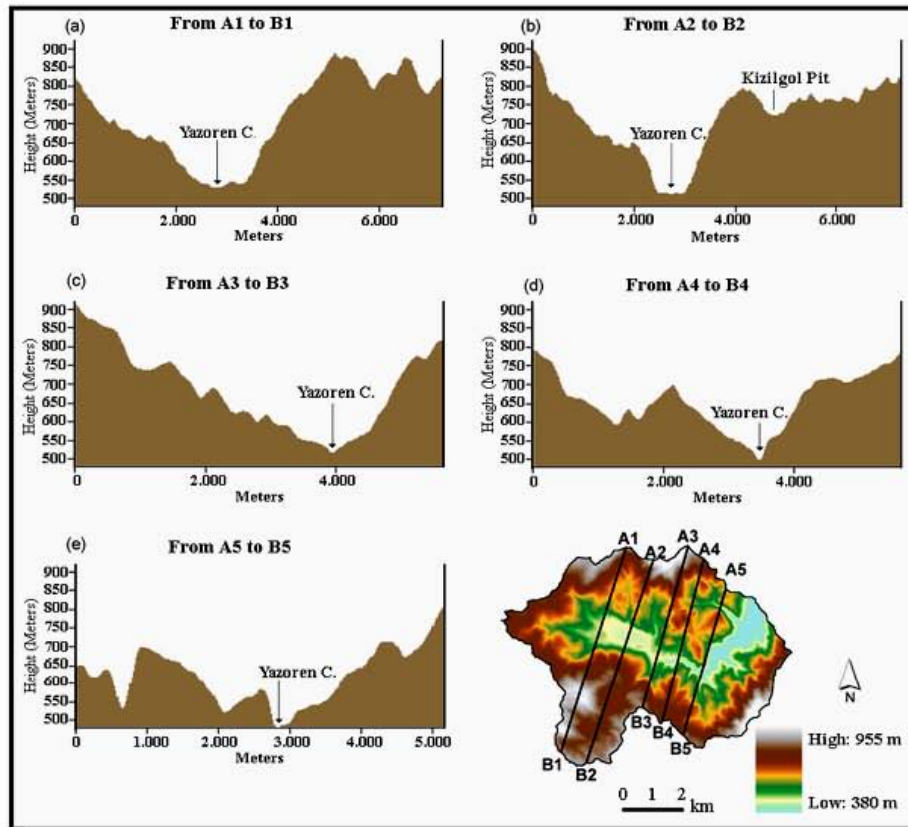 (a)
From A1 to B1
Height (Meters)
900
850
800
750
700
650
600
550
500
Yazoren C.
0
2.000
4.000
6.000
Meters
(b)
From A2 to B2
Height (Meters)
900
850
800
750
700
650
600
550
500
Kizilgol Pit
Yazoren C.
0
2.000
4.000
6.000
Meters
(c)
From A3 to B3
Height (Meters)
900
850
800
750
700
650
600
550
500
Yazoren C.
0
2.000
4.000
Meters
(d)
From A4 to B4
Height (Meters)
900
850
800
750
700
650
600
550
500
Yazoren C.
0
2.000
4.000
Meters
(e)
From A5 to B5
Height (Meters)
900
850
800
750
700
650
600
550
500
Yazoren C.
0
1.000
2.000
3.000
4.000
5.000
Meters
A1
A2
A3
A4
A5
B1
B2
B3
B4
B5
N
High: 955 m
Low: 380 m
0 1 2
km